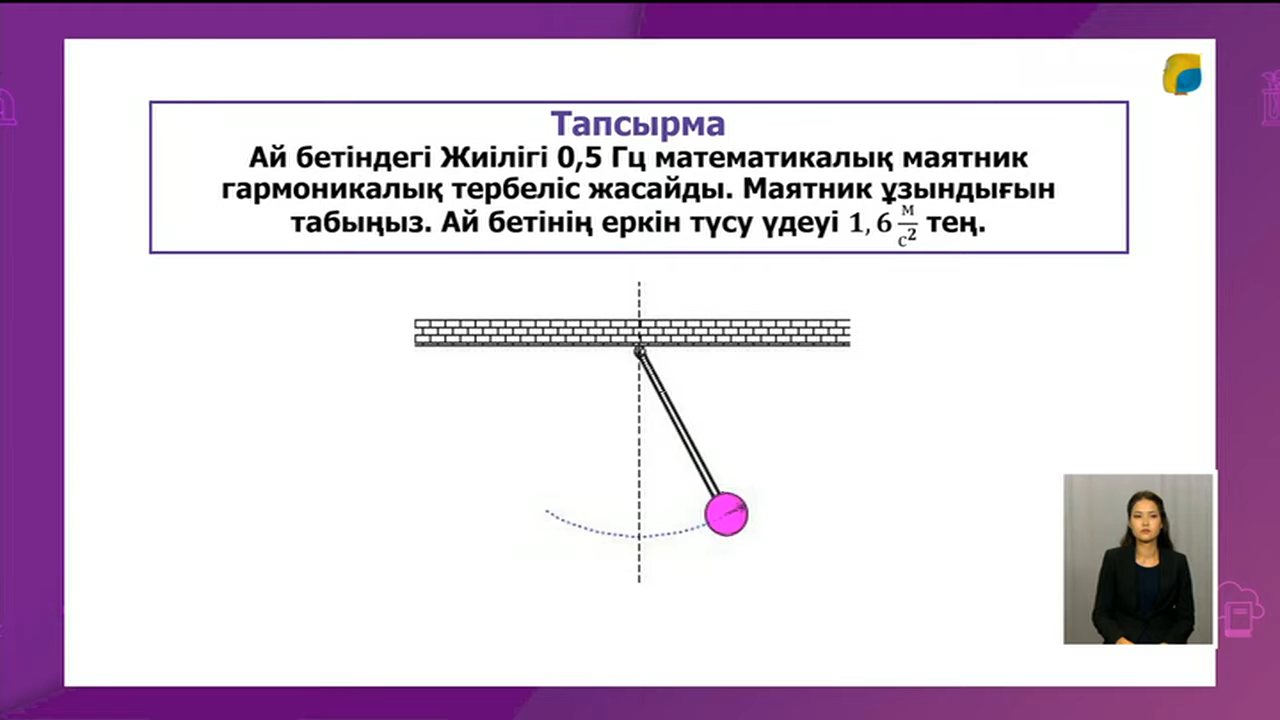 Тапсырма
Ай бетіндегі Жиілігі 0,5 Гц математикалық маятник
гармоникалық тербеліс жасайды. Маятник ұзындығын
табыңыз. Ай бетінің еркін түсу үдеуі 1, 6 м/с² тең.